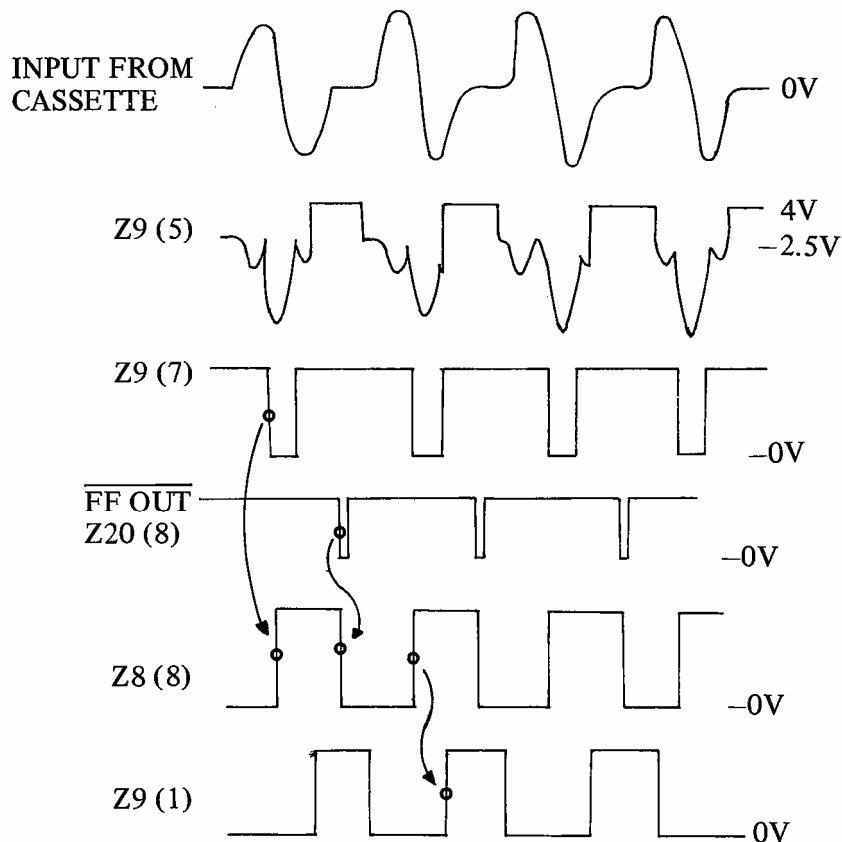 INPUT FROM
CASSETTE
0V
Z9 (5)
4V
–2.5V
Z9 (7)
–0V
FF OUT
Z20 (8)
–0V
Z8 (8)
–0V
Z9 (1)
0V